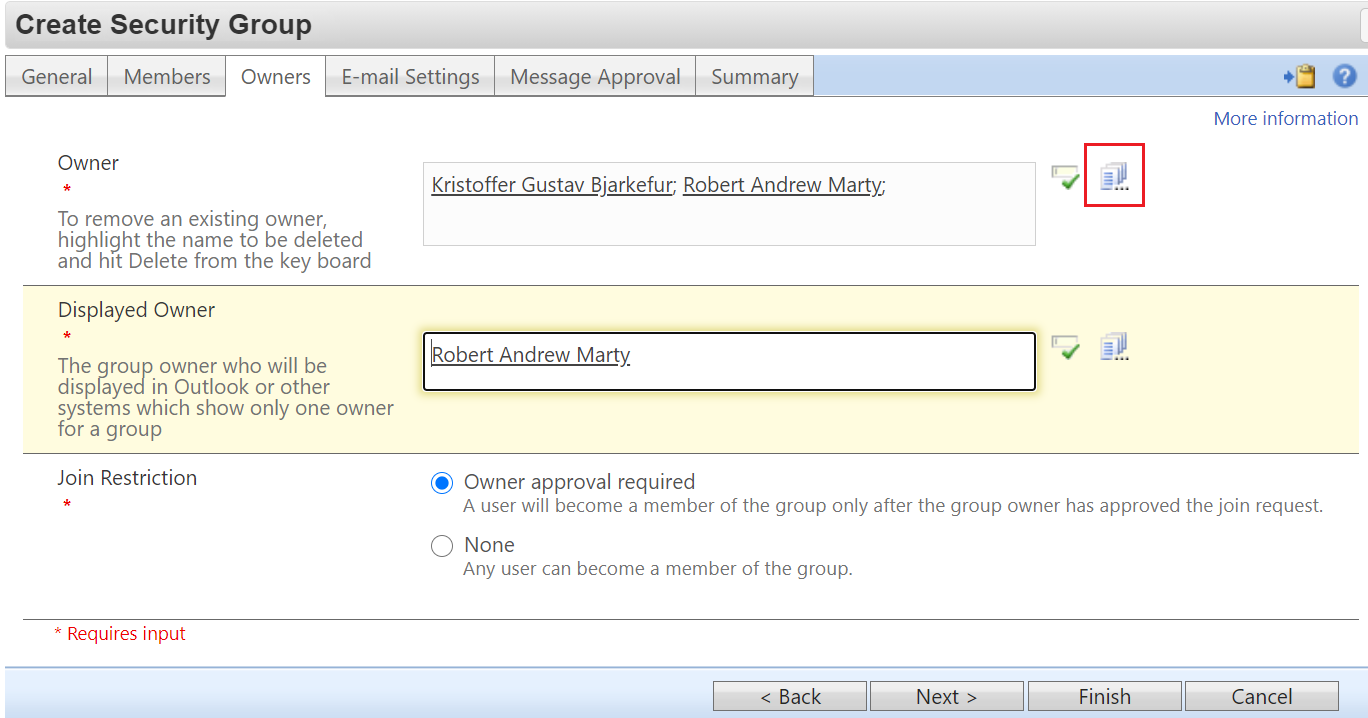 Create Security Group
General Members Owners E-mail Settings Message Approval Summary
More information
Owner
*
To remove an existing owner,
highlight the name to be deleted
and hit Delete from the key board
Kristoffer Gustav Bjarkefur; Robert Andrew Marty;
Displayed Owner
*
The group owner who will be
displayed in Outlook or other
systems which show only one owner
for a group
Robert Andrew Marty
Join Restriction
*
Owner approval required
A user will become a member of the group only after the group owner has approved the join request.
None
Any user can become a member of the group.
* Requires input
< Back Next > Finish Cancel